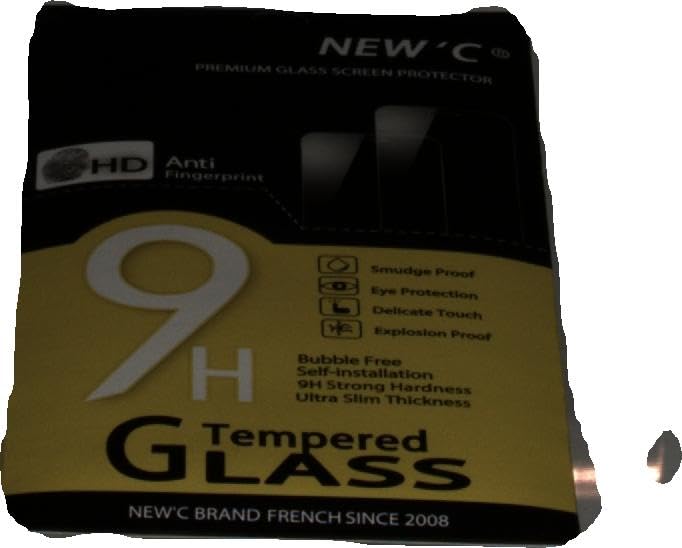 NEW'C ®
PREMIUM GLASS SCREEN PROTECTOR
HD Anti
Fingerprint
9H
Smudge Proof
Eye Protection
Delicate Touch
Explosion Proof
Bubble Free
Self-installation
9H Strong Hardness
Ultra Slim Thickness
Tempered
GLASS
NEW'C BRAND FRENCH SINCE 2008